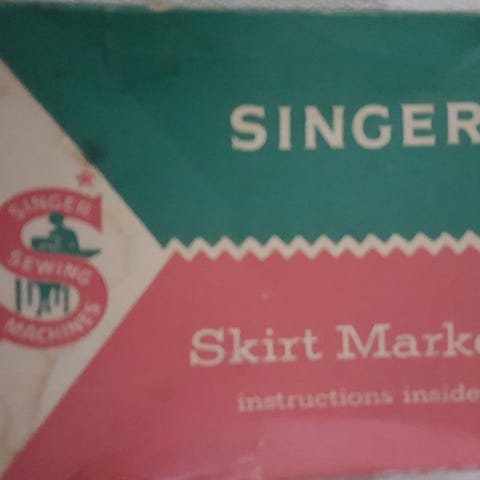 SINGER
SINGER
SEWING
MACHINES
Skirt Marke
instructions inside